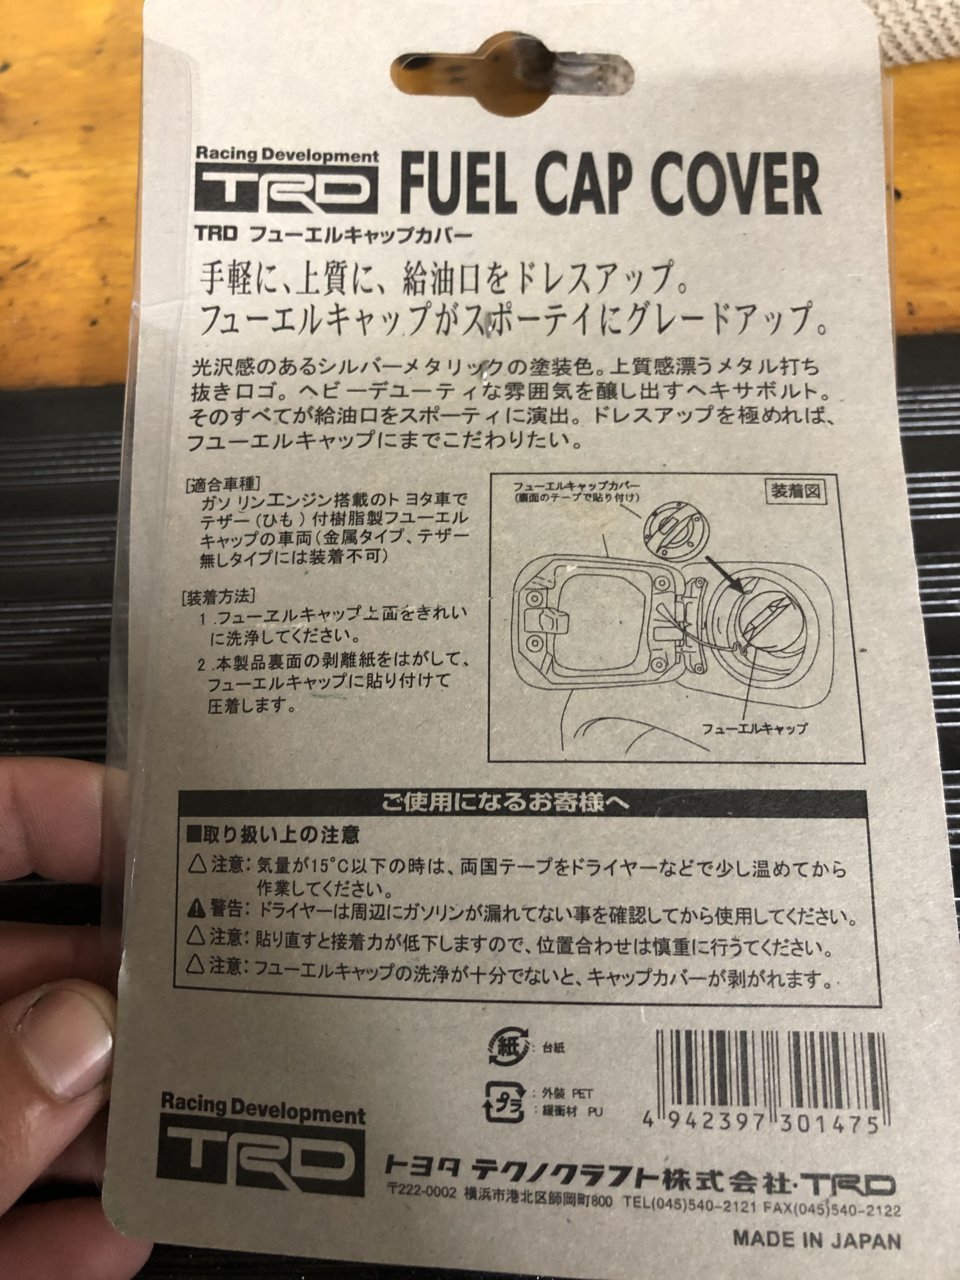 Racing Development
TRD FUEL CAP COVER
TRD フューエルキャップカバー
手軽に、上質に、給油口をドレスアップ。
フューエルキャップがスポーテイにグレードアップ。
光沢感のあるシルバーメタリックの塗装色。上質感漂うメタル打ち
抜きロゴ。ヘビーデューティな雰囲気を醸し出すヘキサボルト。
そのすべてが給油口をスポーティに演出。ドレスアップを極めれば、
フューエルキャップにまでこだわりたい。
[適合車種]
ガソリンエンジン搭載のトヨタ車で
テザー(ひも)付樹脂製フューエル
キャップの車両(金属タイプ、テザー
無しタイプには装着不可)
[装着方法]
1.フューエルキャップ上面をきれい
に洗浄してください。
2.本製品裏面の剥離紙をはがして、
フューエルキャップに貼り付けて
圧着します。
フューエルキャップカバー
(裏面のテープで貼り付け)
装着図
フューエルキャップ
ご使用になるお客様へ
■取り扱い上の注意
⚠注意:気量が15°C以下の時は、両国テープをドライヤーなどで少し温めてから
作業してください。
⚠警告:ドライヤーは周辺にガソリンが漏れてない事を確認してから使用してください。
⚠注意:貼り直すと接着力が低下しますので、位置合わせは慎重に行うてください。
⚠注意:フューエルキャップの洗浄が十分でないと、キャップカバーが剥がれます。
紙:台紙
プラ:外装 PET
:緩衝材 PU
4 942397 301475
Racing Development
TRD
トヨタ テクノクラフト株式会社・TRD
〒222-0002 横浜市港北区師岡町800 TEL(045)540-2121 FAX(045)540-2122
MADE IN JAPAN